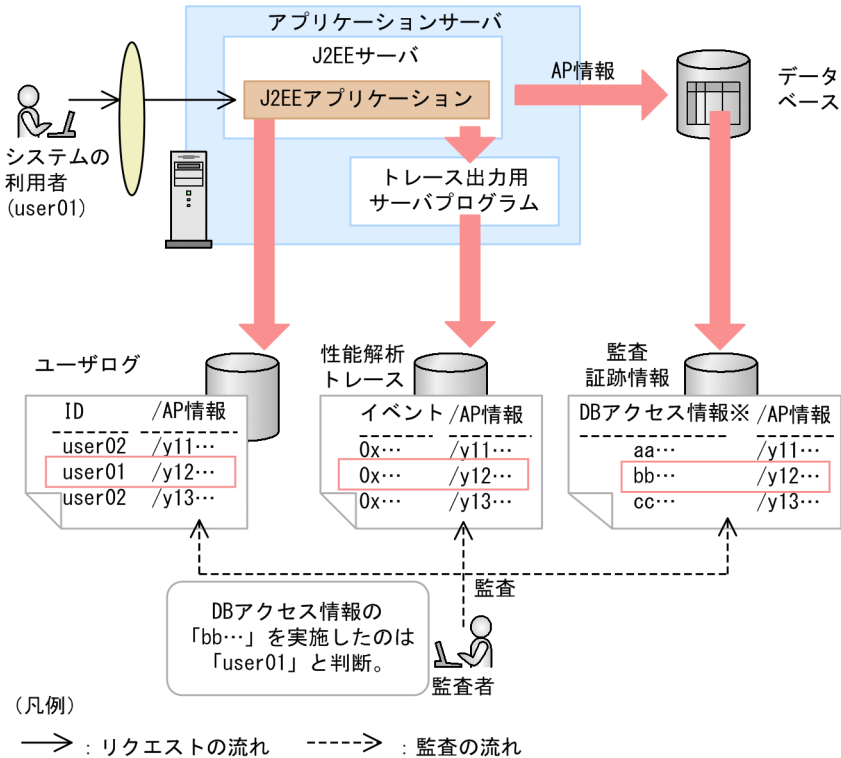 アプリケーションサーバ
J2EEサーバ
J2EEアプリケーション
AP情報
データ
ベース
システムの
利用者
(user01)
トレース出力用
サーバプログラム
ユーザログ
ID /AP情報
user02 /y11…
user01 /y12…
user02 /y13…
性能解析
トレース
イベント /AP情報
0x… /y11…
0x… /y12…
0x… /y13…
監査
証跡情報
DBアクセス情報※ /AP情報
aa… /y11…
bb… /y12…
cc… /y13…
監査
DBアクセス情報の
「bb…」を実施したのは
「user01」と判断。
監査者
(凡例)
：リクエストの流れ ：監査の流れ